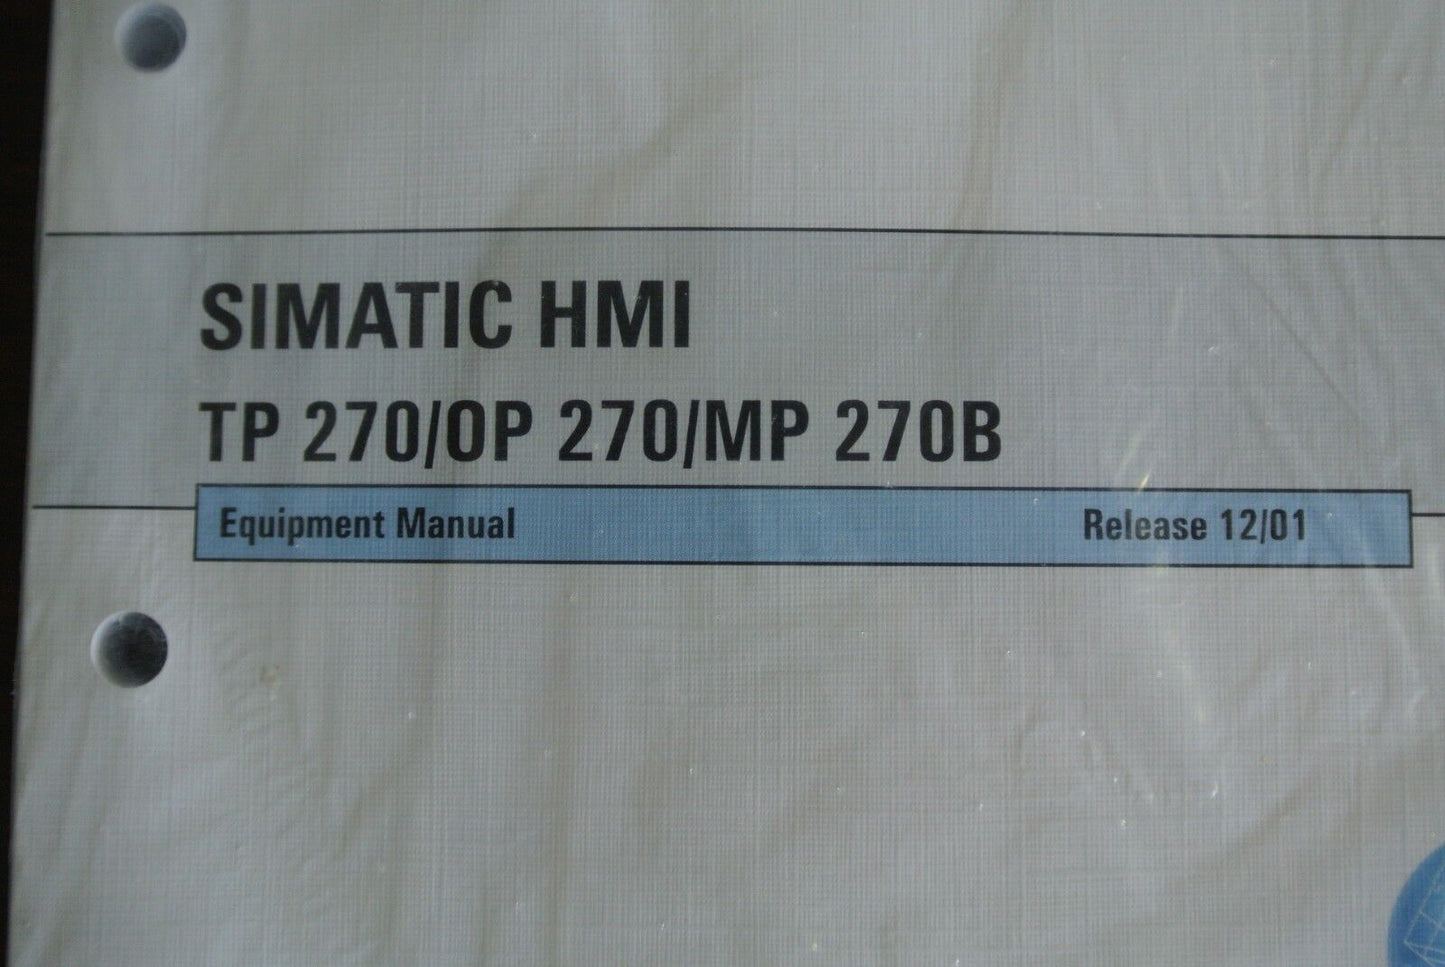 SIMATIC HMI
TP 270/OP 270/MP 270B
Equipment Manual Release 12/01